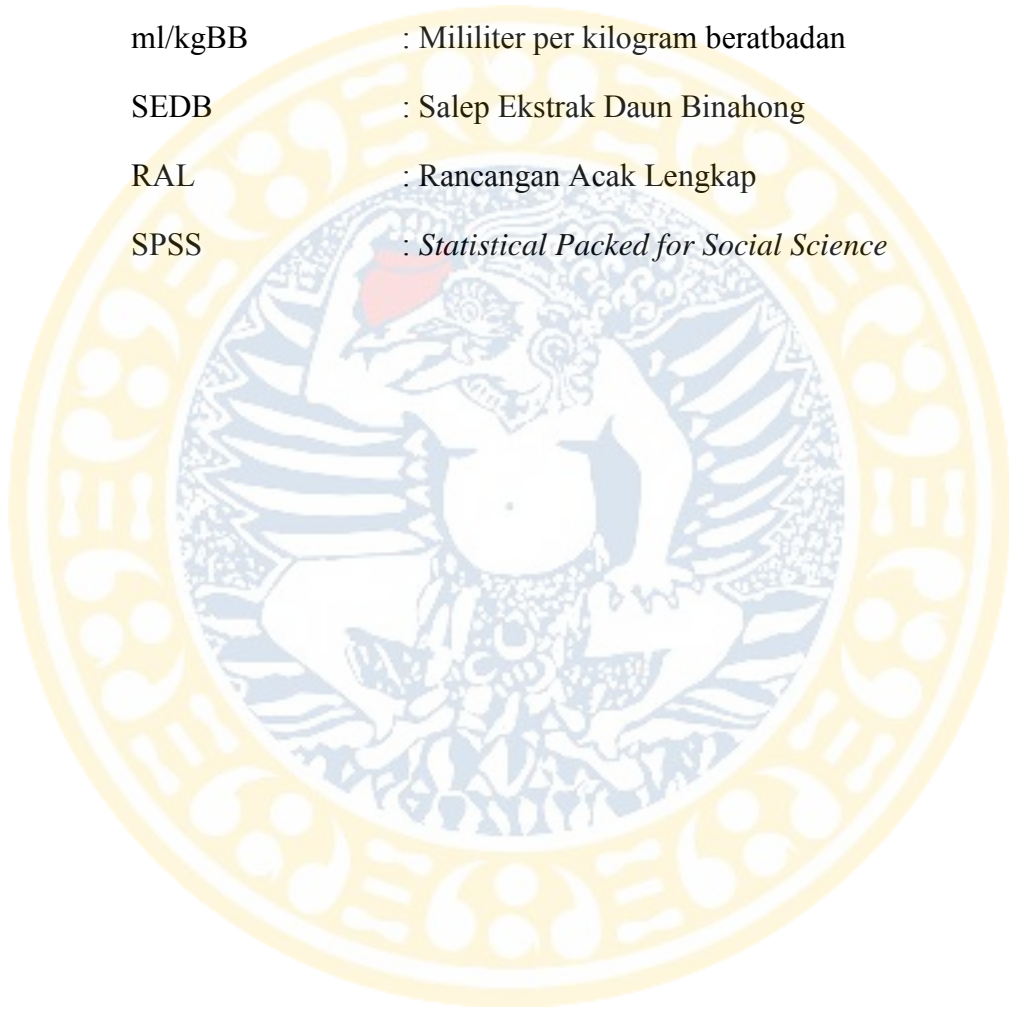 ml/kgBB : Mililiter per kilogram beratbadan
SEDB : Salep Ekstrak Daun Binahong
RAL : Rancangan Acak Lengkap
SPSS : Statistical Packed for Social Science